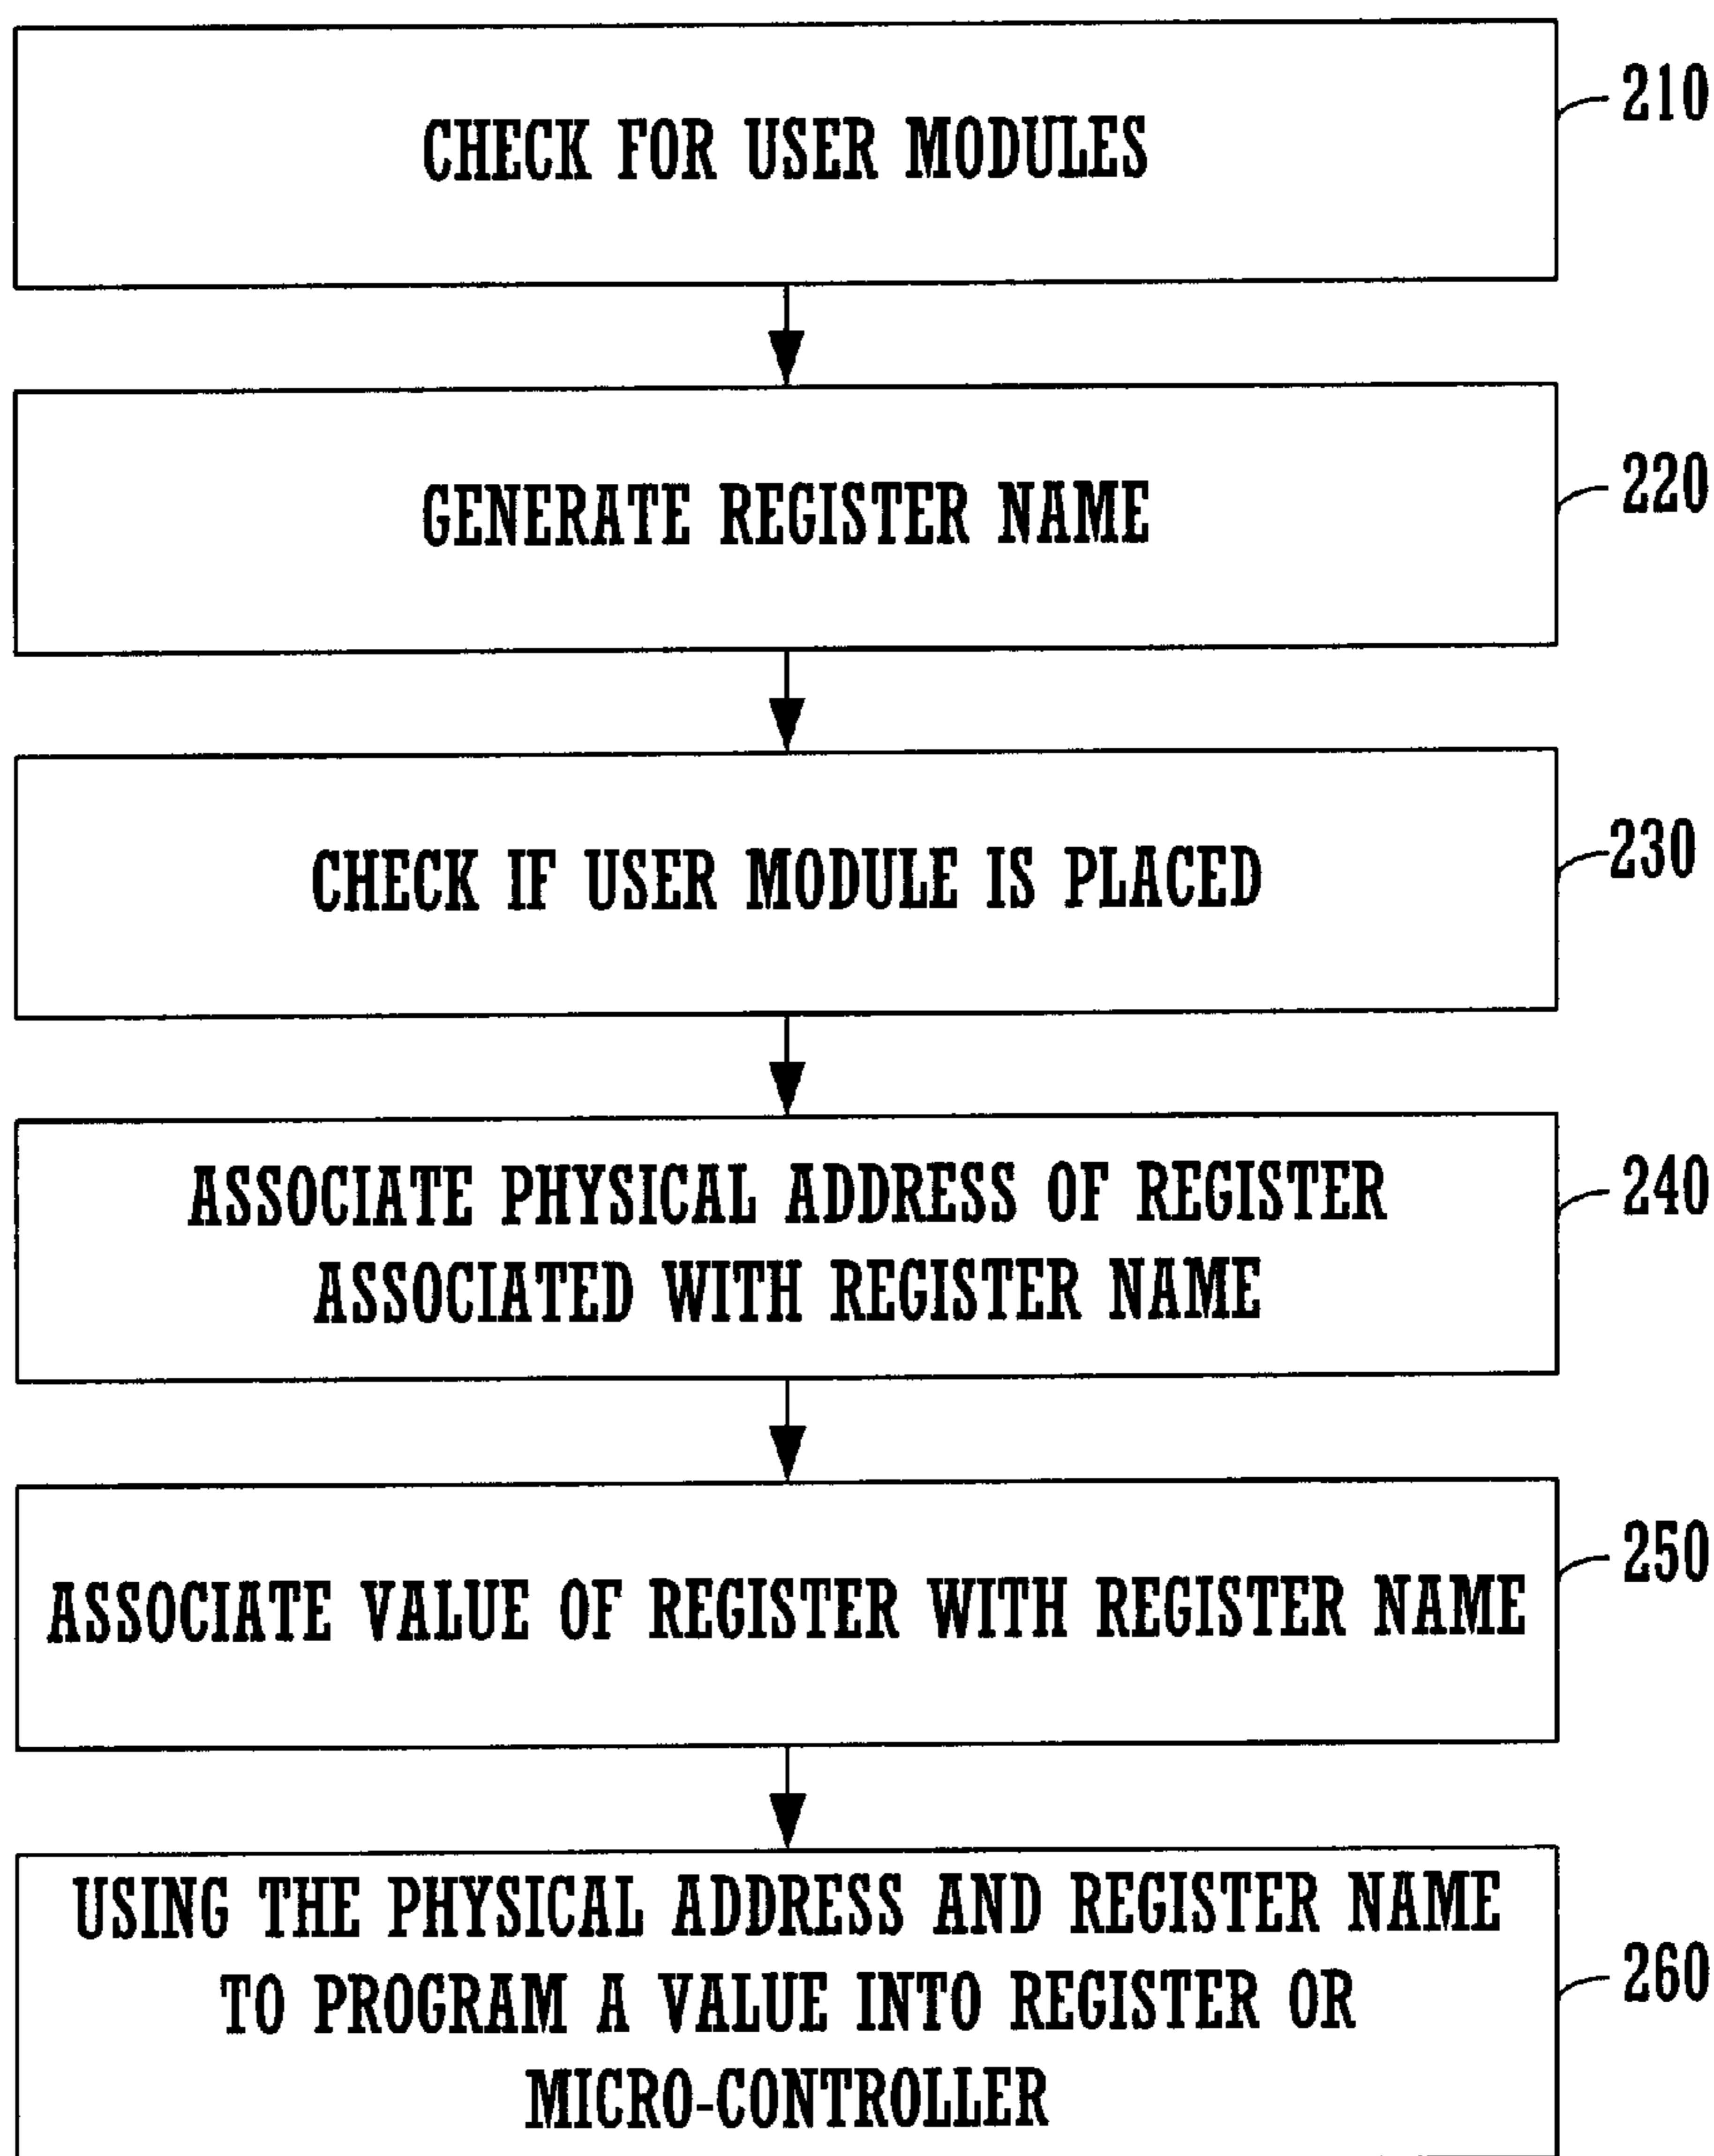 CHECK FOR USER MODULES
210
GENERATE REGISTER NAME
220
CHECK IF USER MODULE IS PLACED
230
ASSOCIATE PHYSICAL ADDRESS OF REGISTER
ASSOCIATED WITH REGISTER NAME
240
ASSOCIATE VALUE OF REGISTER WITH REGISTER NAME
250
USING THE PHYSICAL ADDRESS AND REGISTER NAME
TO PROGRAM A VALUE INTO REGISTER OR
MICRO-CONTROLLER
260